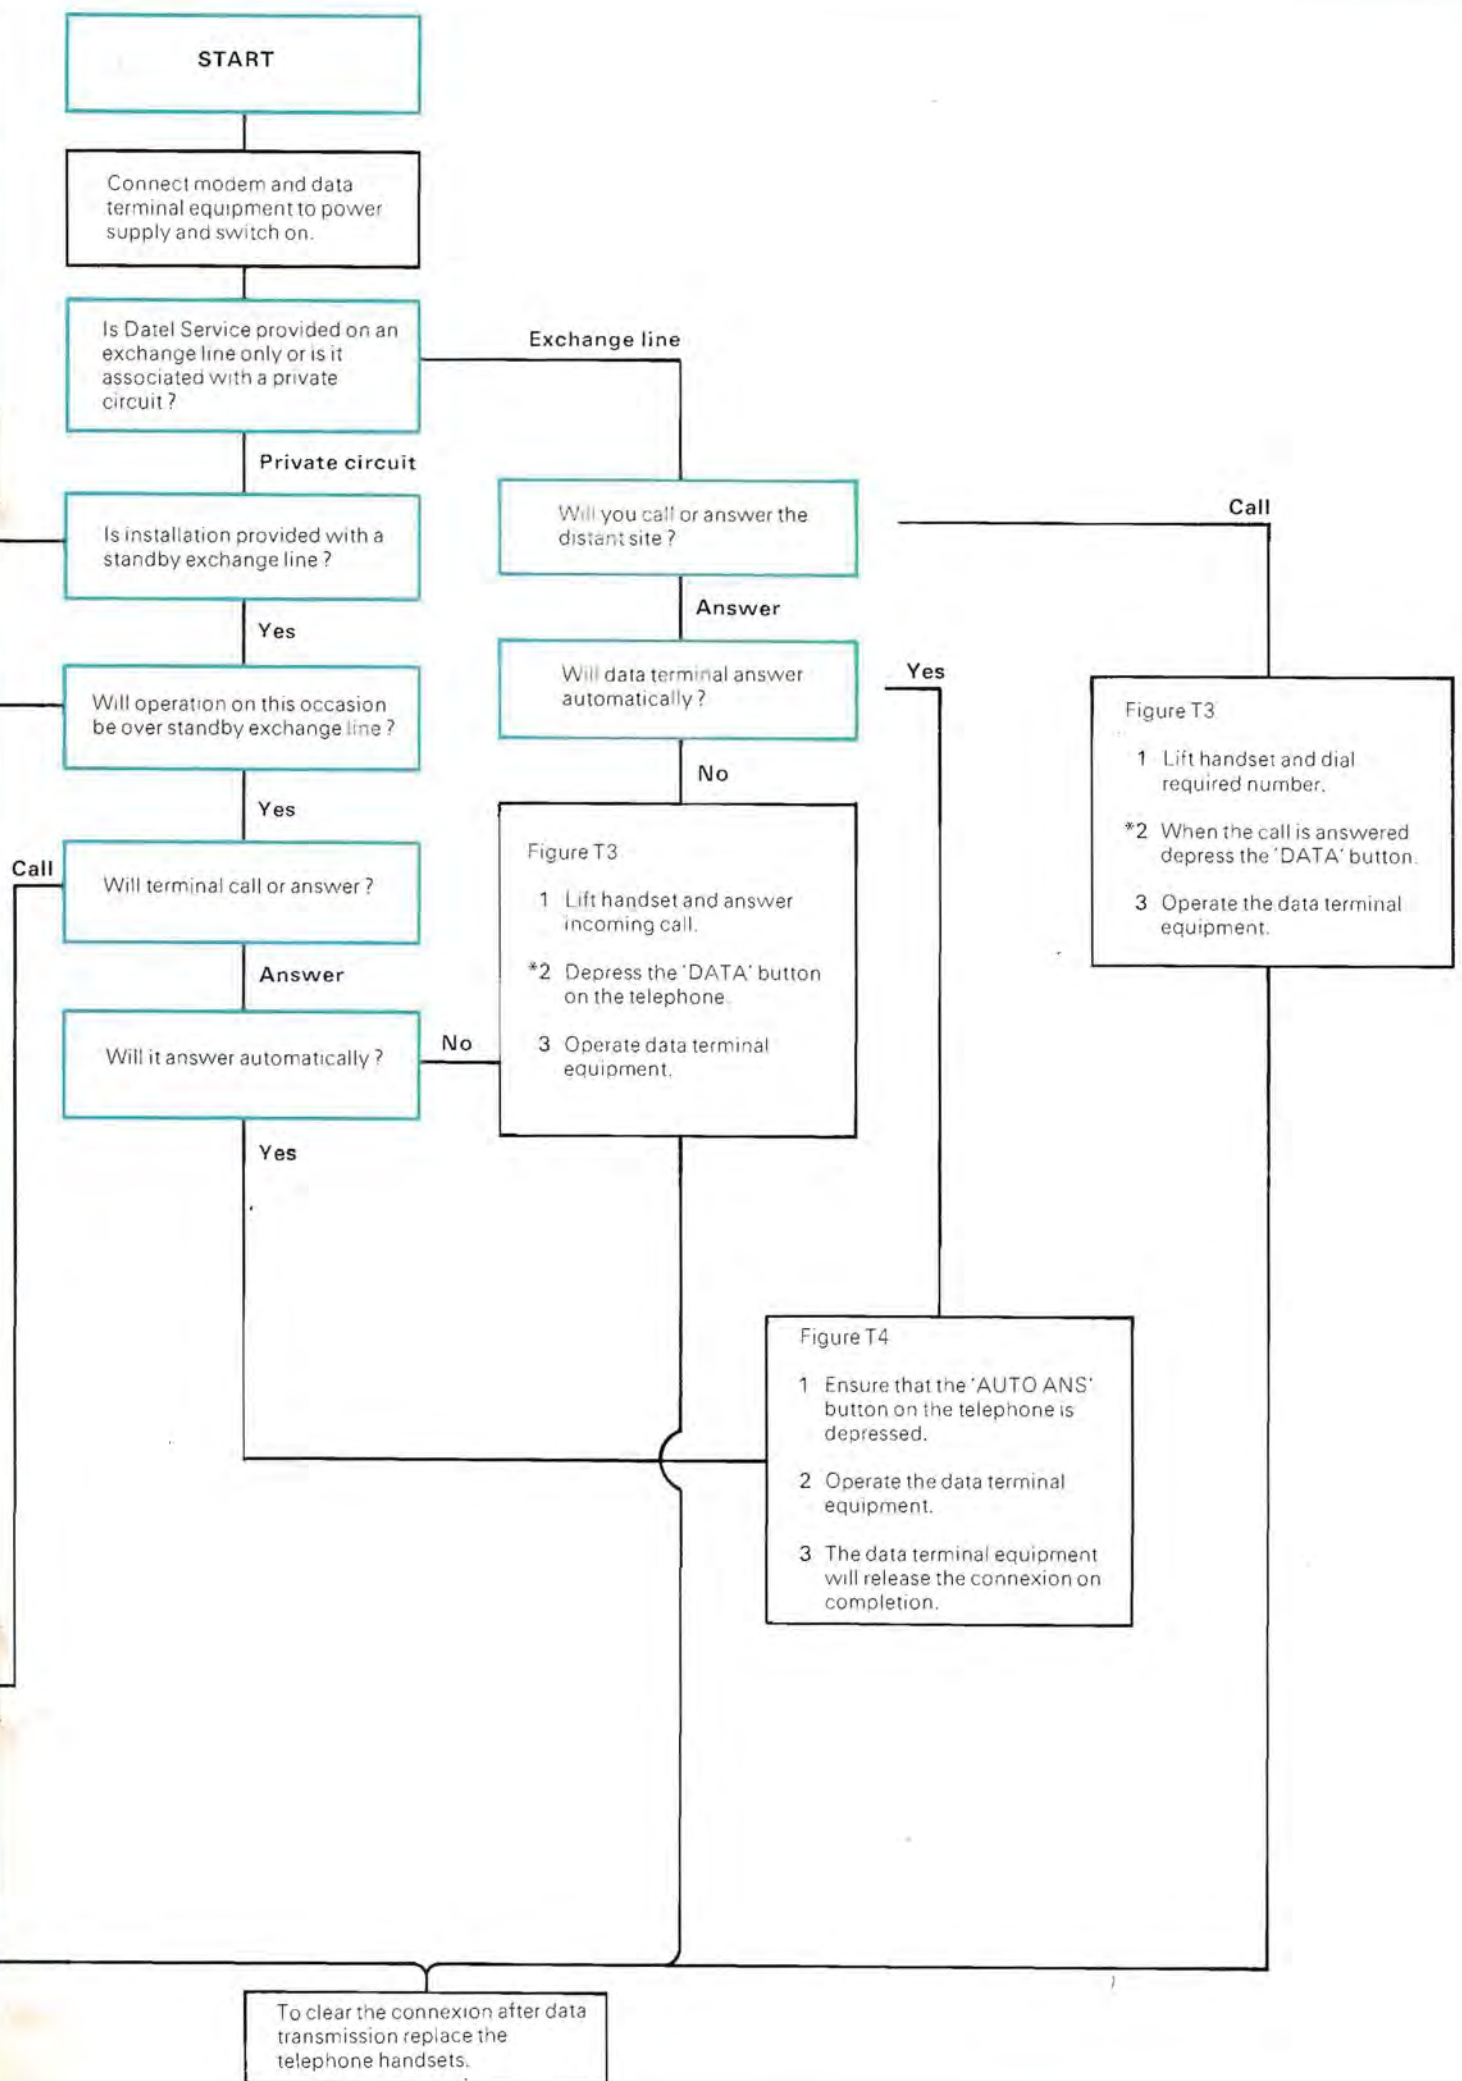 START
Connect modem and data
terminal equipment to power
supply and switch on.
Is Datel Service provided on an
exchange line only or is it
associated with a private
circuit?
Exchange line
Private circuit
Is installation provided with a
standby exchange line?
Yes
Will operation on this occasion
be over standby exchange line?
Yes
Call
Will terminal call or answer?
Answer
Will it answer automatically?
No
Yes
Will you call or answer the
distant site?
Call
Answer
Will data terminal answer
automatically?
Yes
No
Figure T3
1 Lift handset and answer
incoming call.
*2 Depress the 'DATA' button
on the telephone.
3 Operate data terminal
equipment.
Figure T3
1 Lift handset and dial
required number.
*2 When the call is answered
depress the 'DATA' button.
3 Operate the data terminal
equipment.
Figure T4
1 Ensure that the 'AUTO ANS'
button on the telephone is
depressed.
2 Operate the data terminal
equipment.
3 The data terminal equipment
will release the connexion on
completion.
To clear the connexion after data
transmission replace the
telephone handsets.